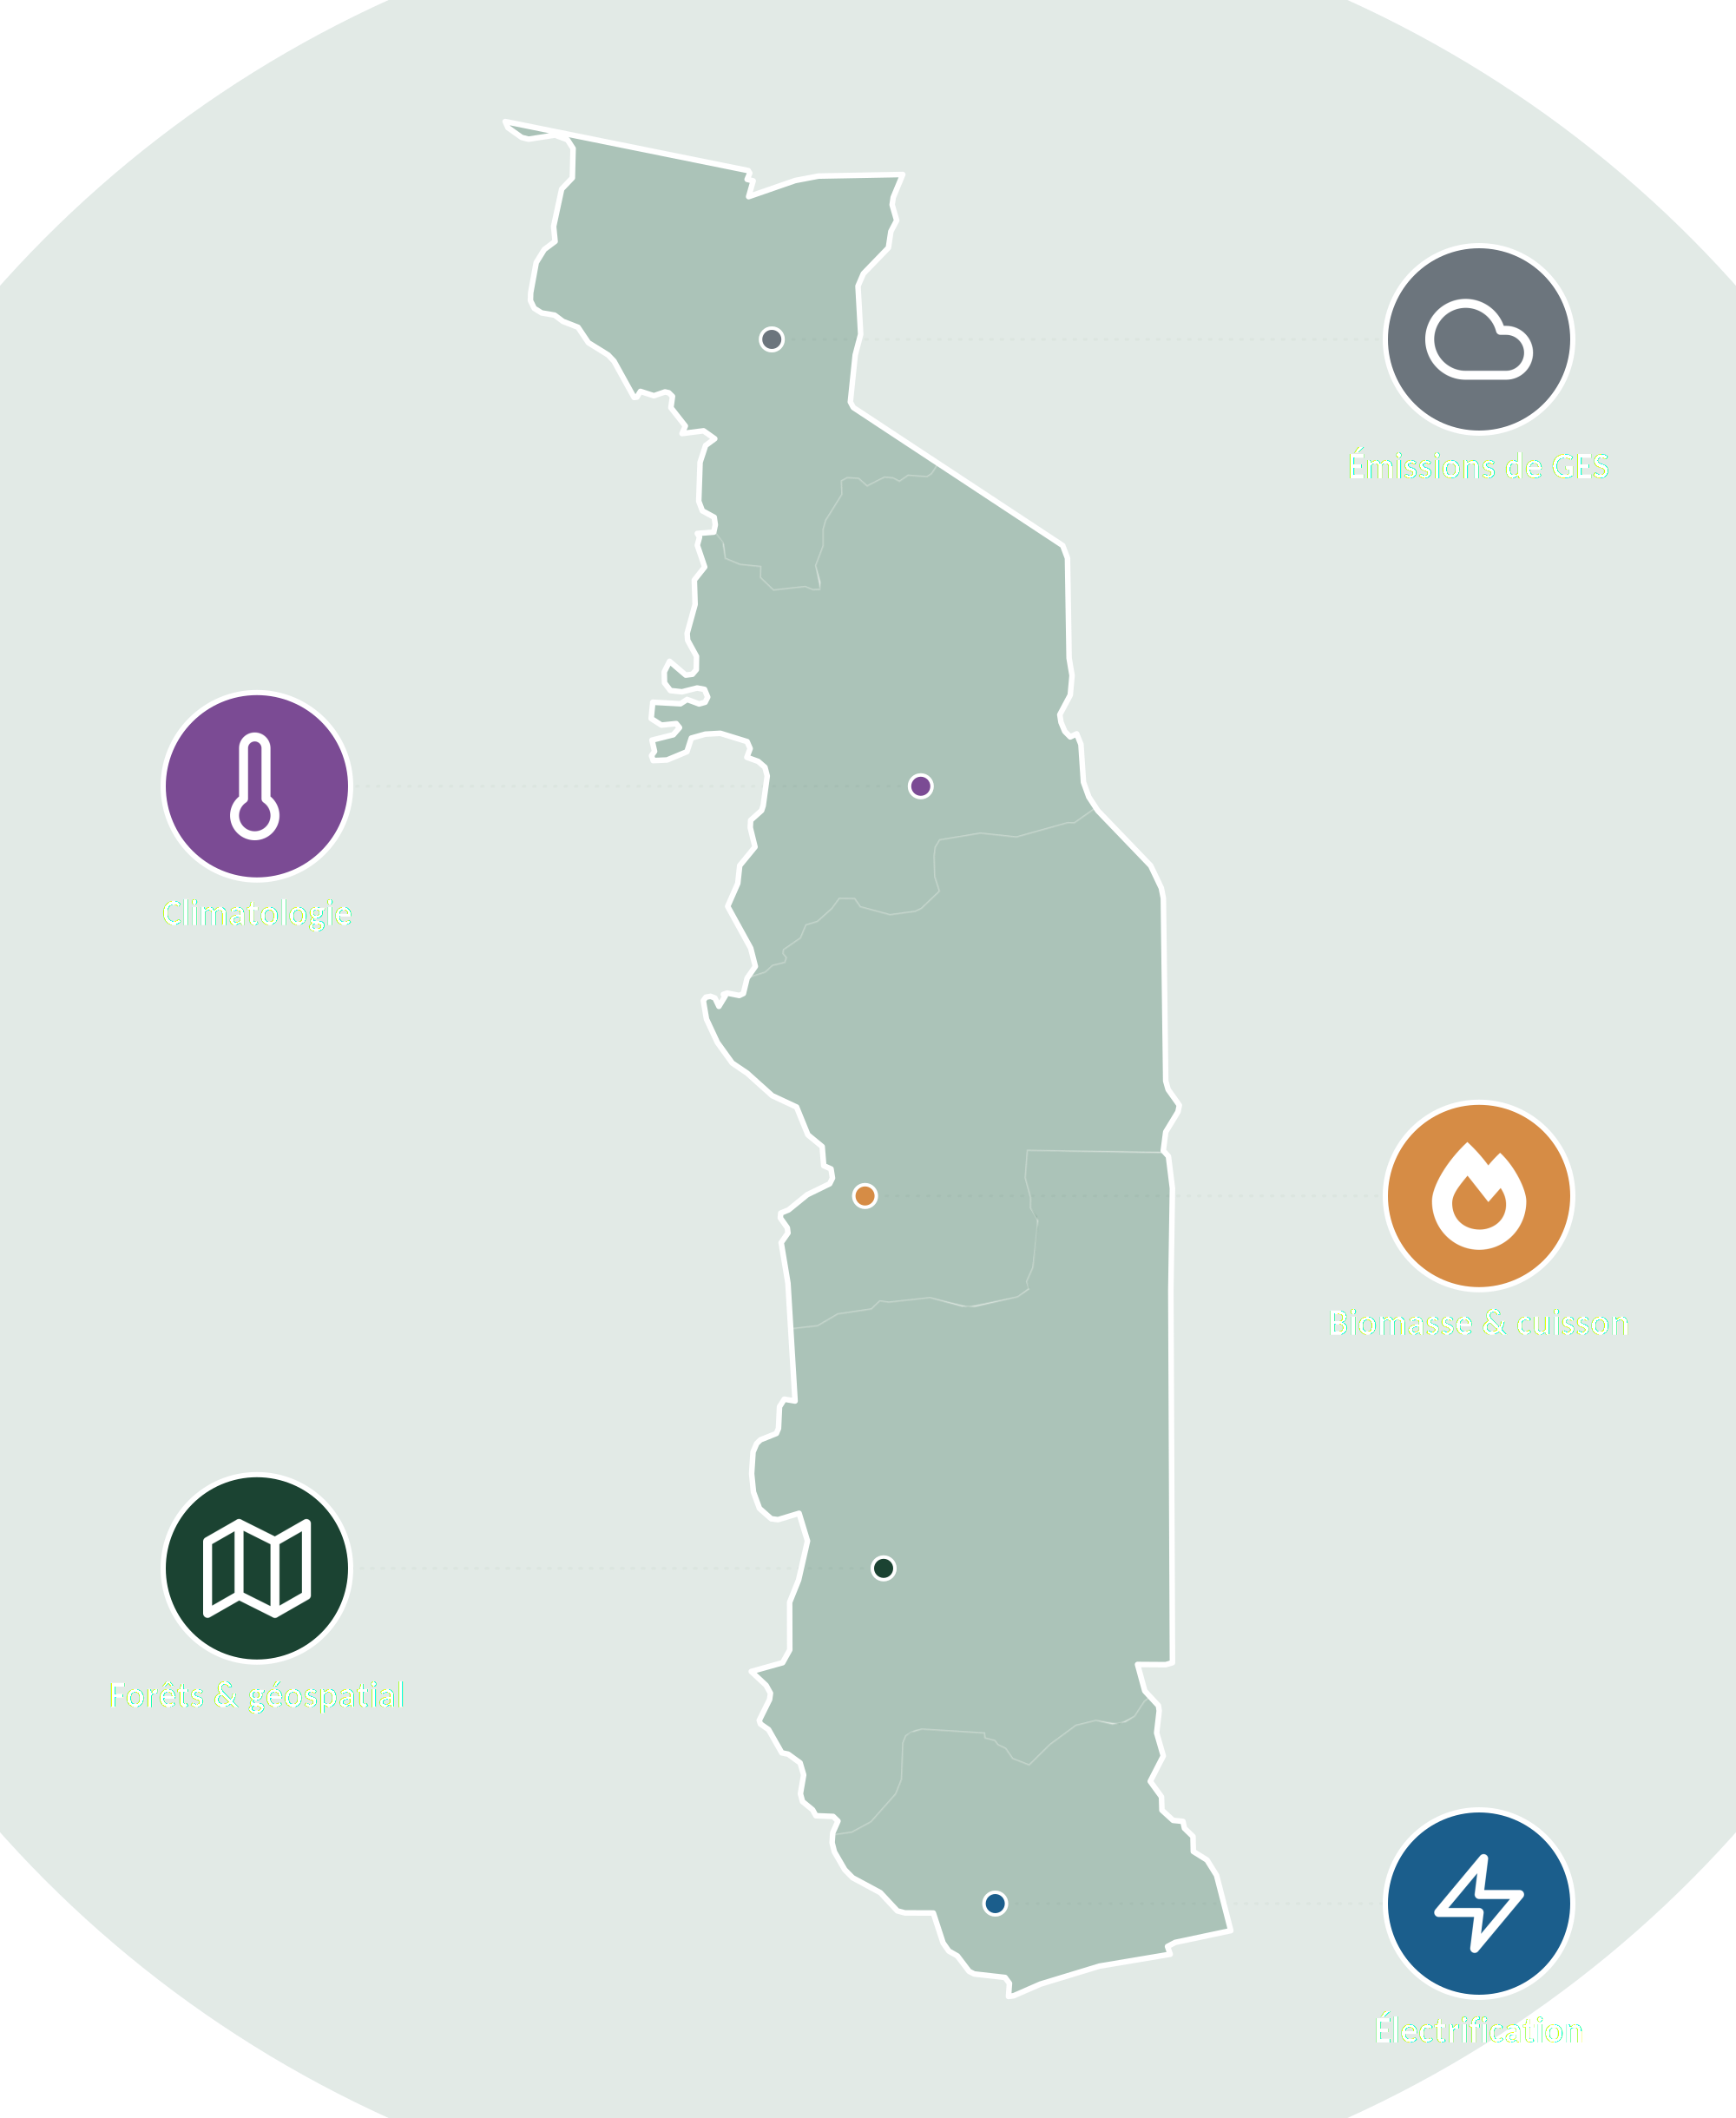 Émissions de GES
Climatologie
Biomasse & cuisson
Forêts & géospatial
Électrification